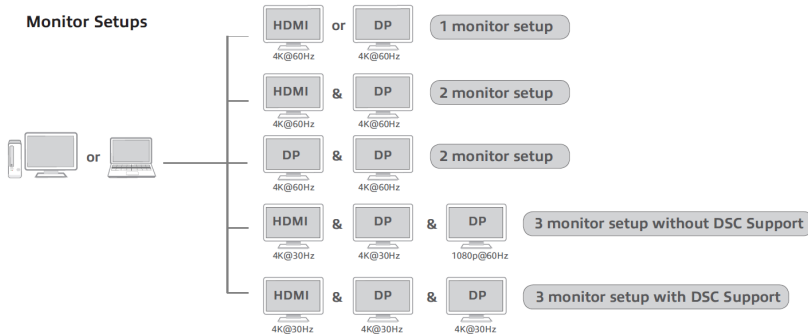 Monitor Setups
HDMI or DP 1 monitor setup
4K@60Hz 4K@60Hz
HDMI & DP 2 monitor setup
4K@60Hz 4K@60Hz
or
DP & DP 2 monitor setup
4K@60Hz 4K@60Hz
HDMI & DP & DP 3 monitor setup without DSC Support
4K@30Hz 4K@30Hz 1080p@60Hz
HDMI & DP & DP 3 monitor setup with DSC Support
4K@30Hz 4K@30Hz 4K@30Hz